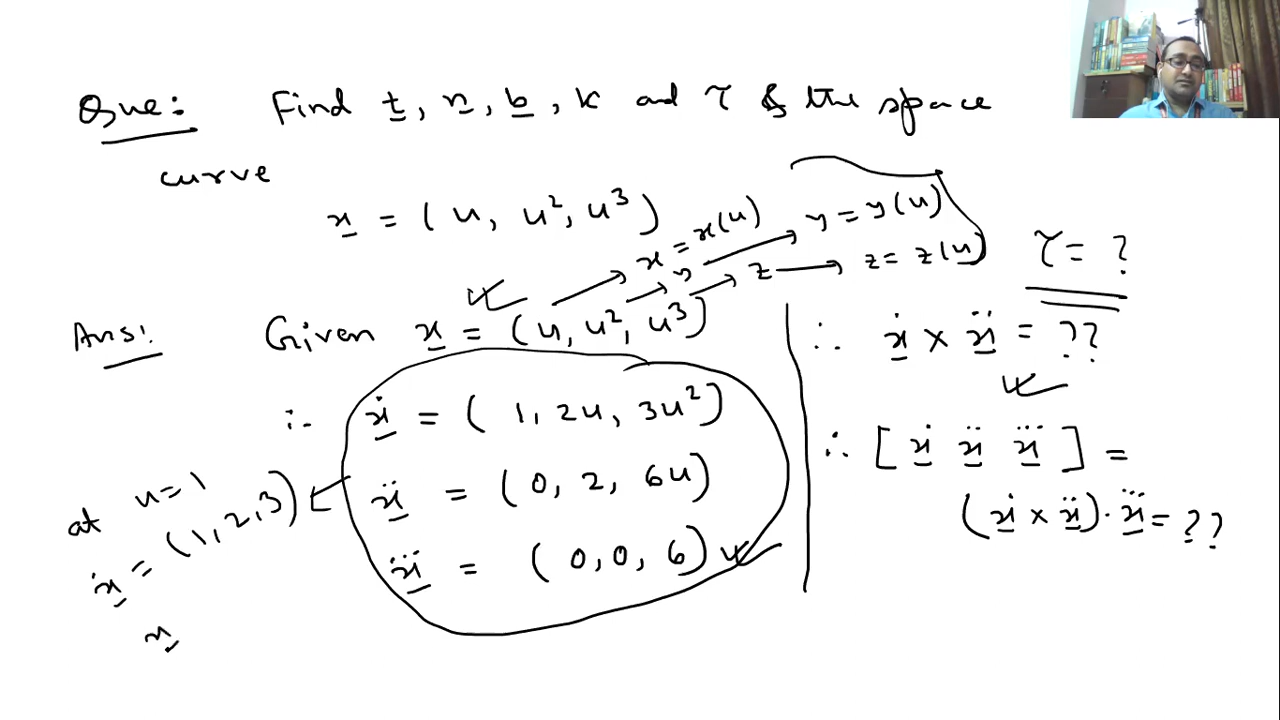 Que: Find t, n, b, k and τ of the space
curve
x = (u, u², u³)
Ans: Given x = (u, u², u³)
x = x(u)
y → y = y(u)
z → z = z(u)
∴ ẋ = (1, 2u, 3u²)
ẍ = (0, 2, 6u)
x⃛ = (0, 0, 6)
at u=1
ẋ = (1, 2, 3)
x
τ = ?
∴ ẋ × ẍ = ??
∴ [ẋ ẍ x⃛] =
(ẋ × ẍ) · x⃛ = ??